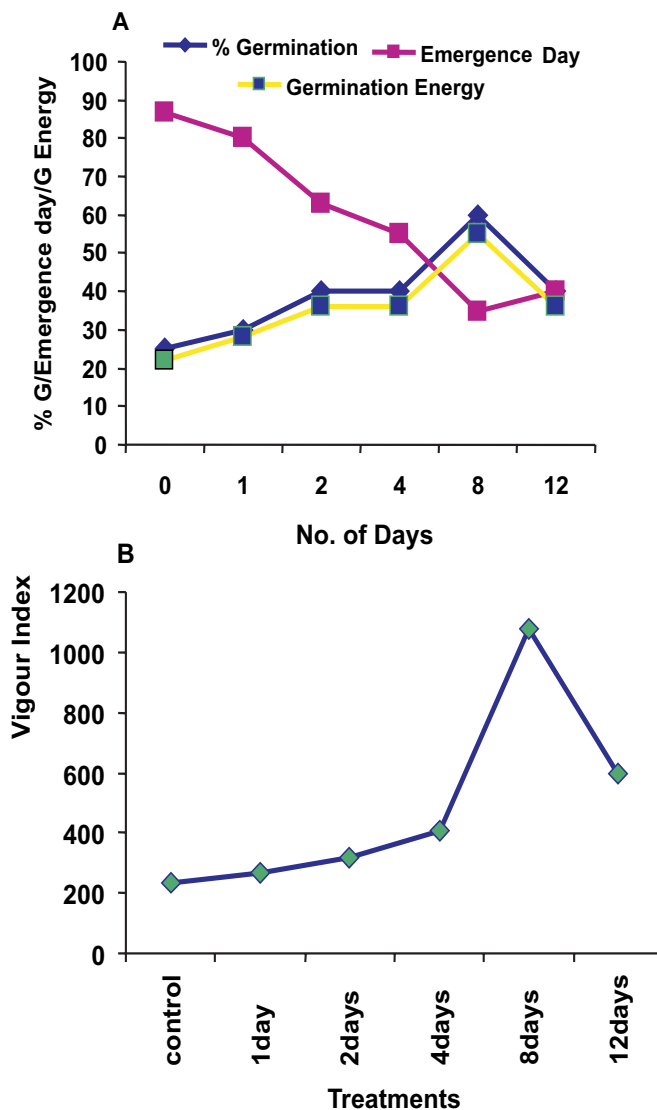 A
% Germination
Emergence Day
Germination Energy
% G/Emergence day/G Energy
100
90
80
70
60
50
40
30
20
10
0
0 1 2 4 8 12
No. of Days
B
Vigour Index
1200
1000
800
600
400
200
0
control 1day 2days 4days 8days 12days
Treatments